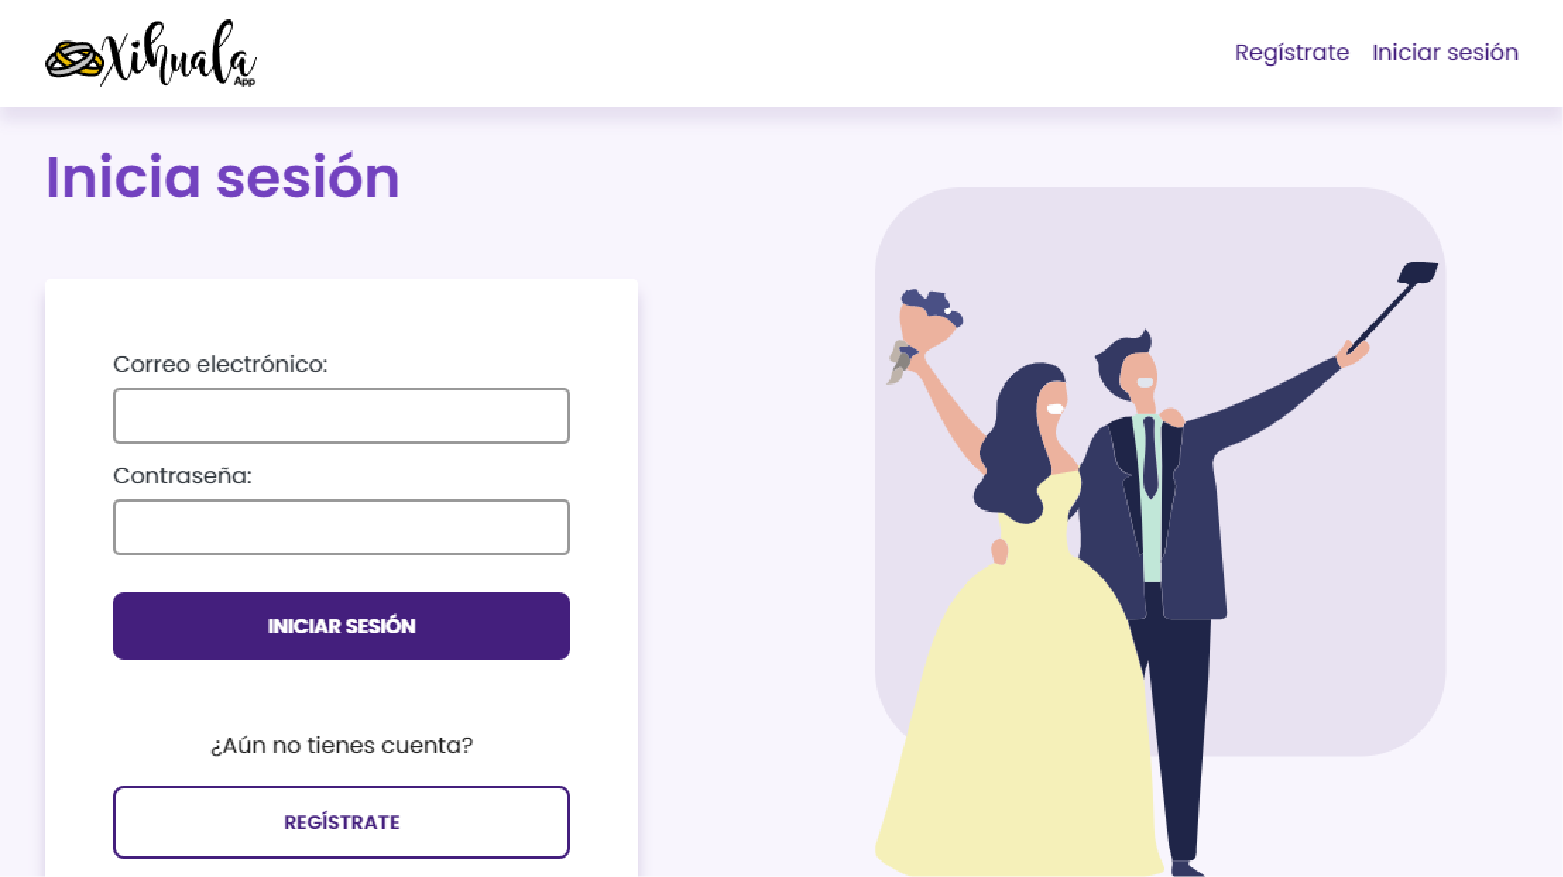 Xihuala
App
Regístrate Iniciar sesión
Inicia sesión
Correo electrónico:
Contraseña:
INICIAR SESIÓN
¿Aún no tienes cuenta?
REGÍSTRATE